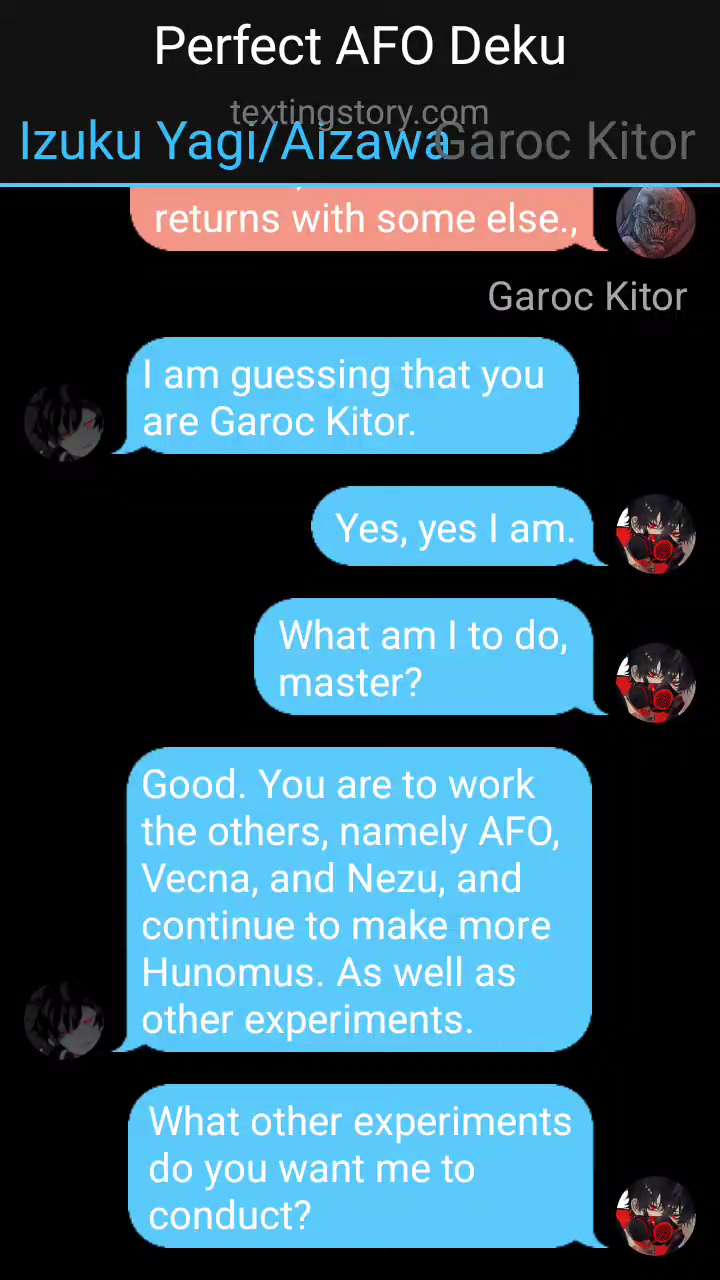 Perfect AFO Deku
textingstory.com
Izuku Yagi/Aizawa
Garoc Kitor
returns with some else.,
Garoc Kitor
I am guessing that you
are Garoc Kitor.
Yes, yes I am.
What am I to do,
master?
Good. You are to work
the others, namely AFO,
Vecna, and Nezu, and
continue to make more
Hunomus. As well as
other experiments.
What other experiments
do you want me to
conduct?